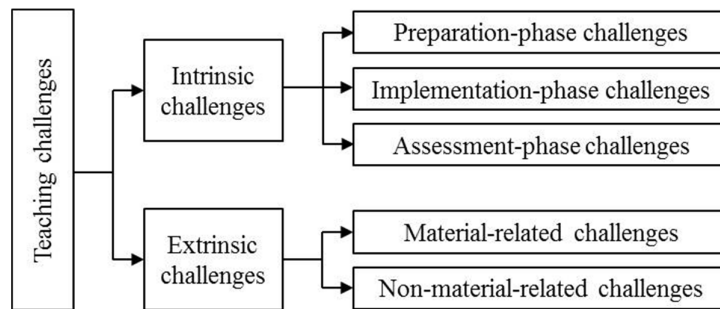 Teaching challenges
Intrinsic
challenges
Preparation-phase challenges
Implementation-phase challenges
Assessment-phase challenges
Extrinsic
challenges
Material-related challenges
Non-material-related challenges